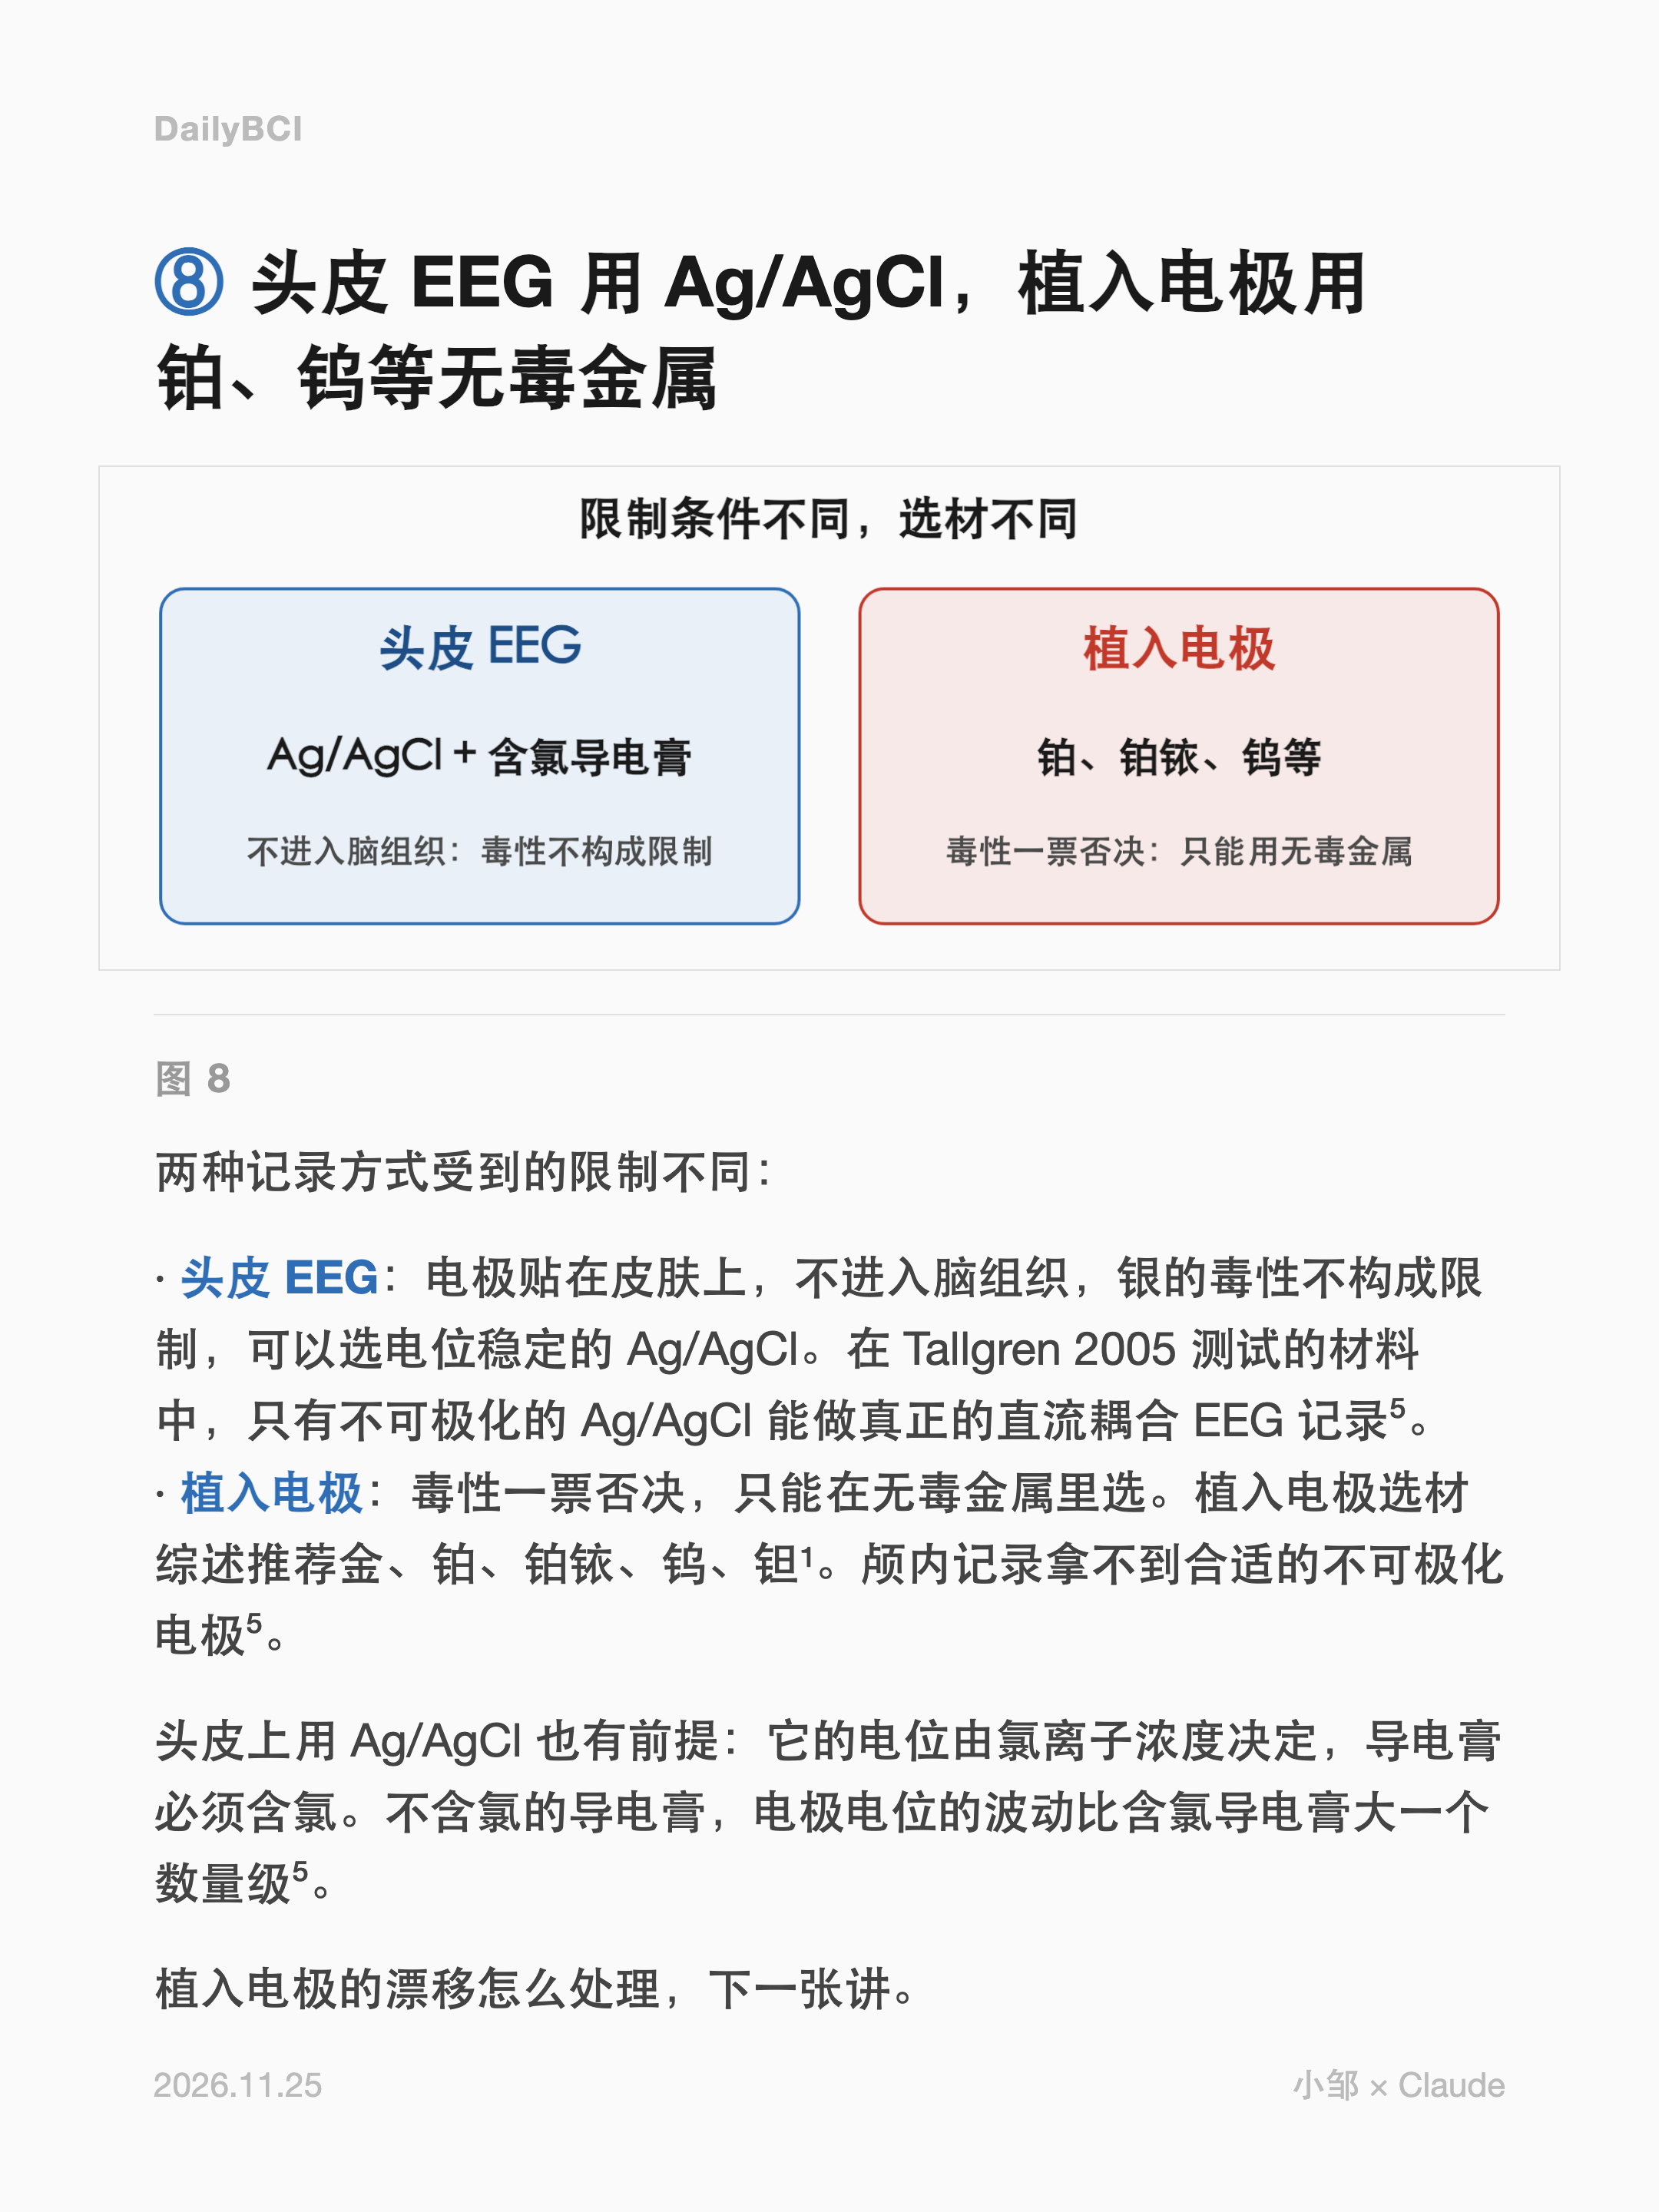 DailyBCI
⑧ 头皮 EEG 用 Ag/AgCl，植入电极用
铂、钨等无毒金属
限制条件不同，选材不同
头皮 EEG
Ag/AgCl + 含氯导电膏
不进入脑组织：毒性不构成限制
植入电极
铂、铂铱、钨等
毒性一票否决：只能用无毒金属
图 8
两种记录方式受到的限制不同：
· 头皮 EEG：电极贴在皮肤上，不进入脑组织，银的毒性不构成限
制，可以选电位稳定的 Ag/AgCl。在 Tallgren 2005 测试的材料
中，只有不可极化的 Ag/AgCl 能做真正的直流耦合 EEG 记录⁵。
· 植入电极：毒性一票否决，只能在无毒金属里选。植入电极选材
综述推荐金、铂、铂铱、钨、钽¹。颅内记录拿不到合适的不可极化
电极⁵。
头皮上用 Ag/AgCl 也有前提：它的电位由氯离子浓度决定，导电膏
必须含氯。不含氯的导电膏，电极电位的波动比含氯导电膏大一个
数量级⁵。
植入电极的漂移怎么处理，下一张讲。
2026.11.25
小邹 × Claude